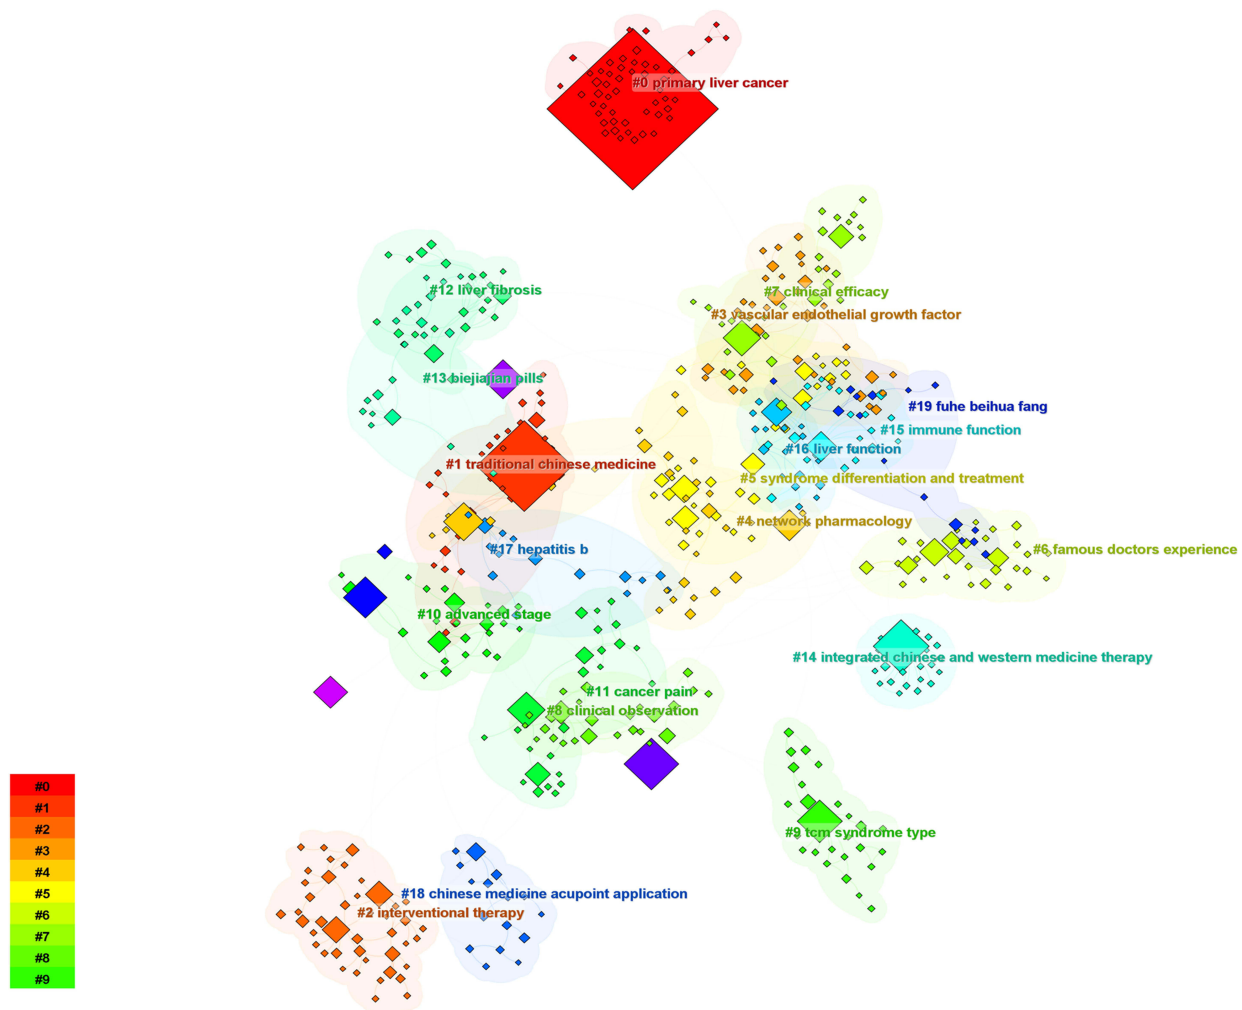 #0 primary liver cancer
#12 liver fibrosis
#7 clinical efficacy
#3 vascular endothelial growth factor
#13 biejiajian pills
#19 fuhe beihua fang
#15 immune function
#16 liver function
#1 traditional chinese medicine
#5 syndrome differentiation and treatment
#4 network pharmacology
#17 hepatitis b
#6 famous doctors experience
#10 advanced stage
#14 integrated chinese and western medicine therapy
#11 cancer pain
#8 clinical observation
#9 tcm syndrome type
#18 chinese medicine acupoint application
#2 interventional therapy
#0
#1
#2
#3
#4
#5
#6
#7
#8
#9